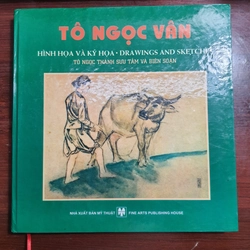 TÔ NGỌC VÂN
HÌNH HỌA VÀ KÝ HỌA • DRAWINGS AND SKETCHES
TÔ NGỌC THÀNH SƯU TẦM VÀ BIÊN SOẠN
NHÀ XUẤT BẢN MỸ THUẬT FINE ARTS PUBLISHING HOUSE